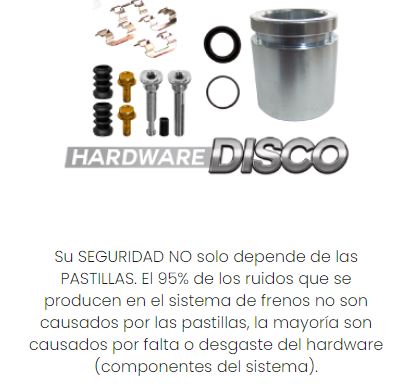 HARDWARE DISCO
Su SEGURIDAD NO solo depende de las
PASTILLAS. El 95% de los ruidos que se
producen en el sistema de frenos no son
causados por las pastillas, la mayoría son
causados por falta o desgaste del hardware
(componentes del sistema).